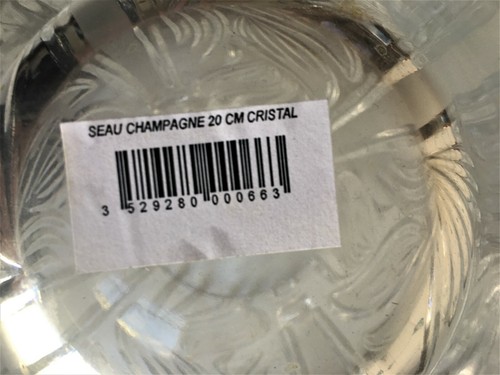 SEAU CHAMPAGNE 20 CM CRISTAL
3 529280 000663